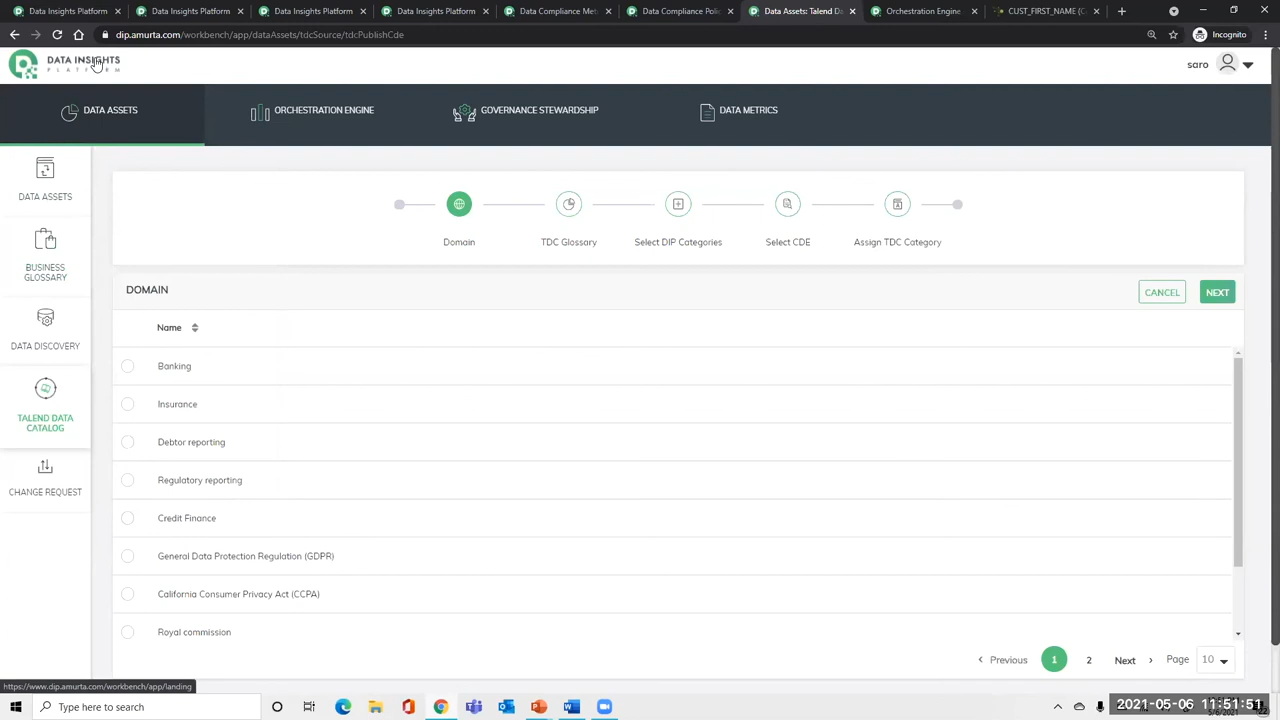 Data Insights Platform
Data Insights Platform
Data Insights Platform
Data Insights Platform
Data Compliance Met
Data Compliance Polic
Data Assets: Talend Da
Orchestration Engine
CUST_FIRST_NAME (C
dip.amurta.com/workbench/app/dataAssets/tdcSource/tdcPublishCde
Incognito
DATA INSIGHTS
PLATFORM
saro
DATA ASSETS
ORCHESTRATION ENGINE
GOVERNANCE STEWARDSHIP
DATA METRICS
DATA ASSETS
BUSINESS
GLOSSARY
DATA DISCOVERY
TALEND DATA
CATALOG
CHANGE REQUEST
Domain
TDC Glossary
Select DIP Categories
Select CDE
Assign TDC Category
DOMAIN
CANCEL
NEXT
Name
Banking
Insurance
Debtor reporting
Regulatory reporting
Credit Finance
General Data Protection Regulation (GDPR)
California Consumer Privacy Act (CCPA)
Royal commission
Previous
1
2
Next
Page
10
https://www.dip.amurta.com/workbench/app/landing
Type here to search
2021-05-06 11:51:51